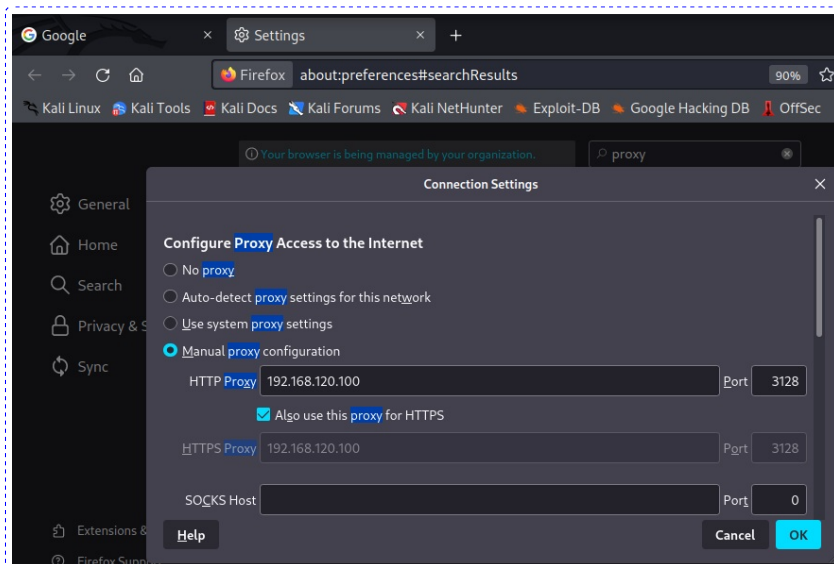 Google
Settings
Firefox about:preferences#searchResults 90%
Kali Linux Kali Tools Kali Docs Kali Forums Kali NetHunter Exploit-DB Google Hacking DB OffSec
Your browser is being managed by your organization. proxy
Connection Settings
General
Home
Search
Privacy & S
Sync
Extensions &
Firefox Suppo
Configure Proxy Access to the Internet
No proxy
Auto-detect proxy settings for this network
Use system proxy settings
Manual proxy configuration
HTTP Proxy 192.168.120.100 Port 3128
Also use this proxy for HTTPS
HTTPS Proxy 192.168.120.100 Port 3128
SOCKS Host Port 0
Help Cancel OK